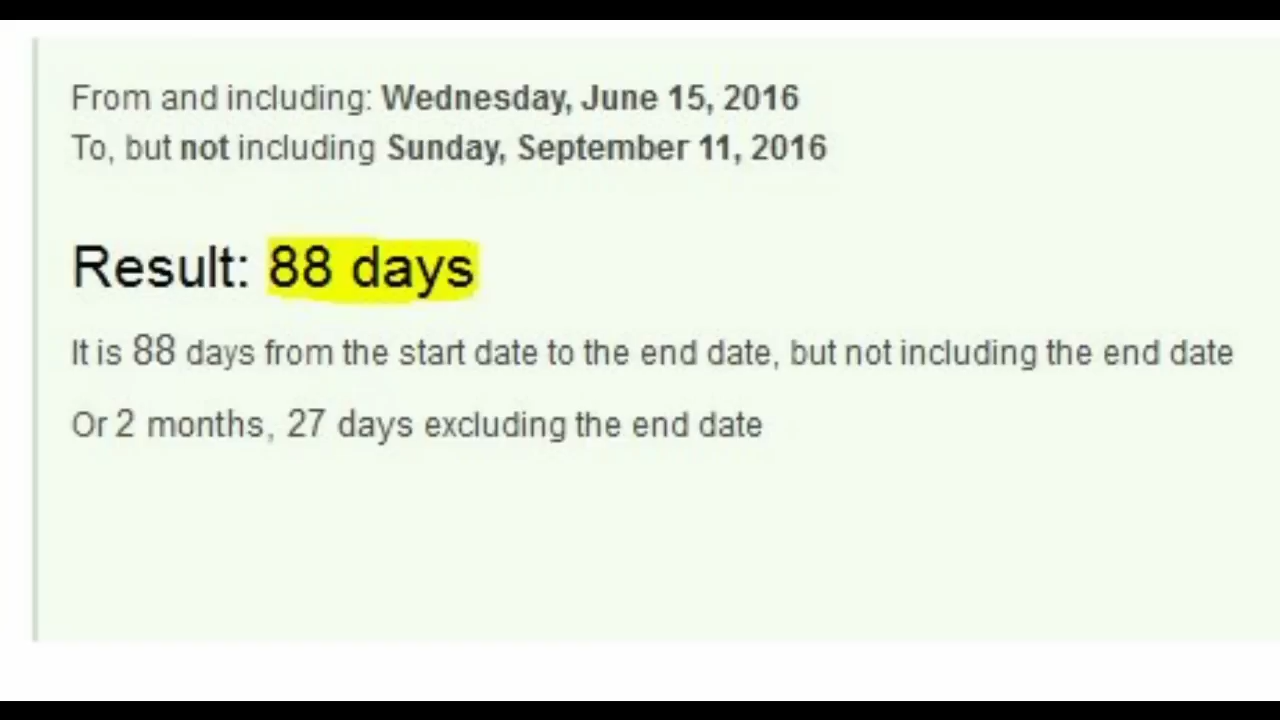 From and including: Wednesday, June 15, 2016
To, but not including Sunday, September 11, 2016
Result: 88 days
It is 88 days from the start date to the end date, but not including the end date
Or 2 months, 27 days excluding the end date